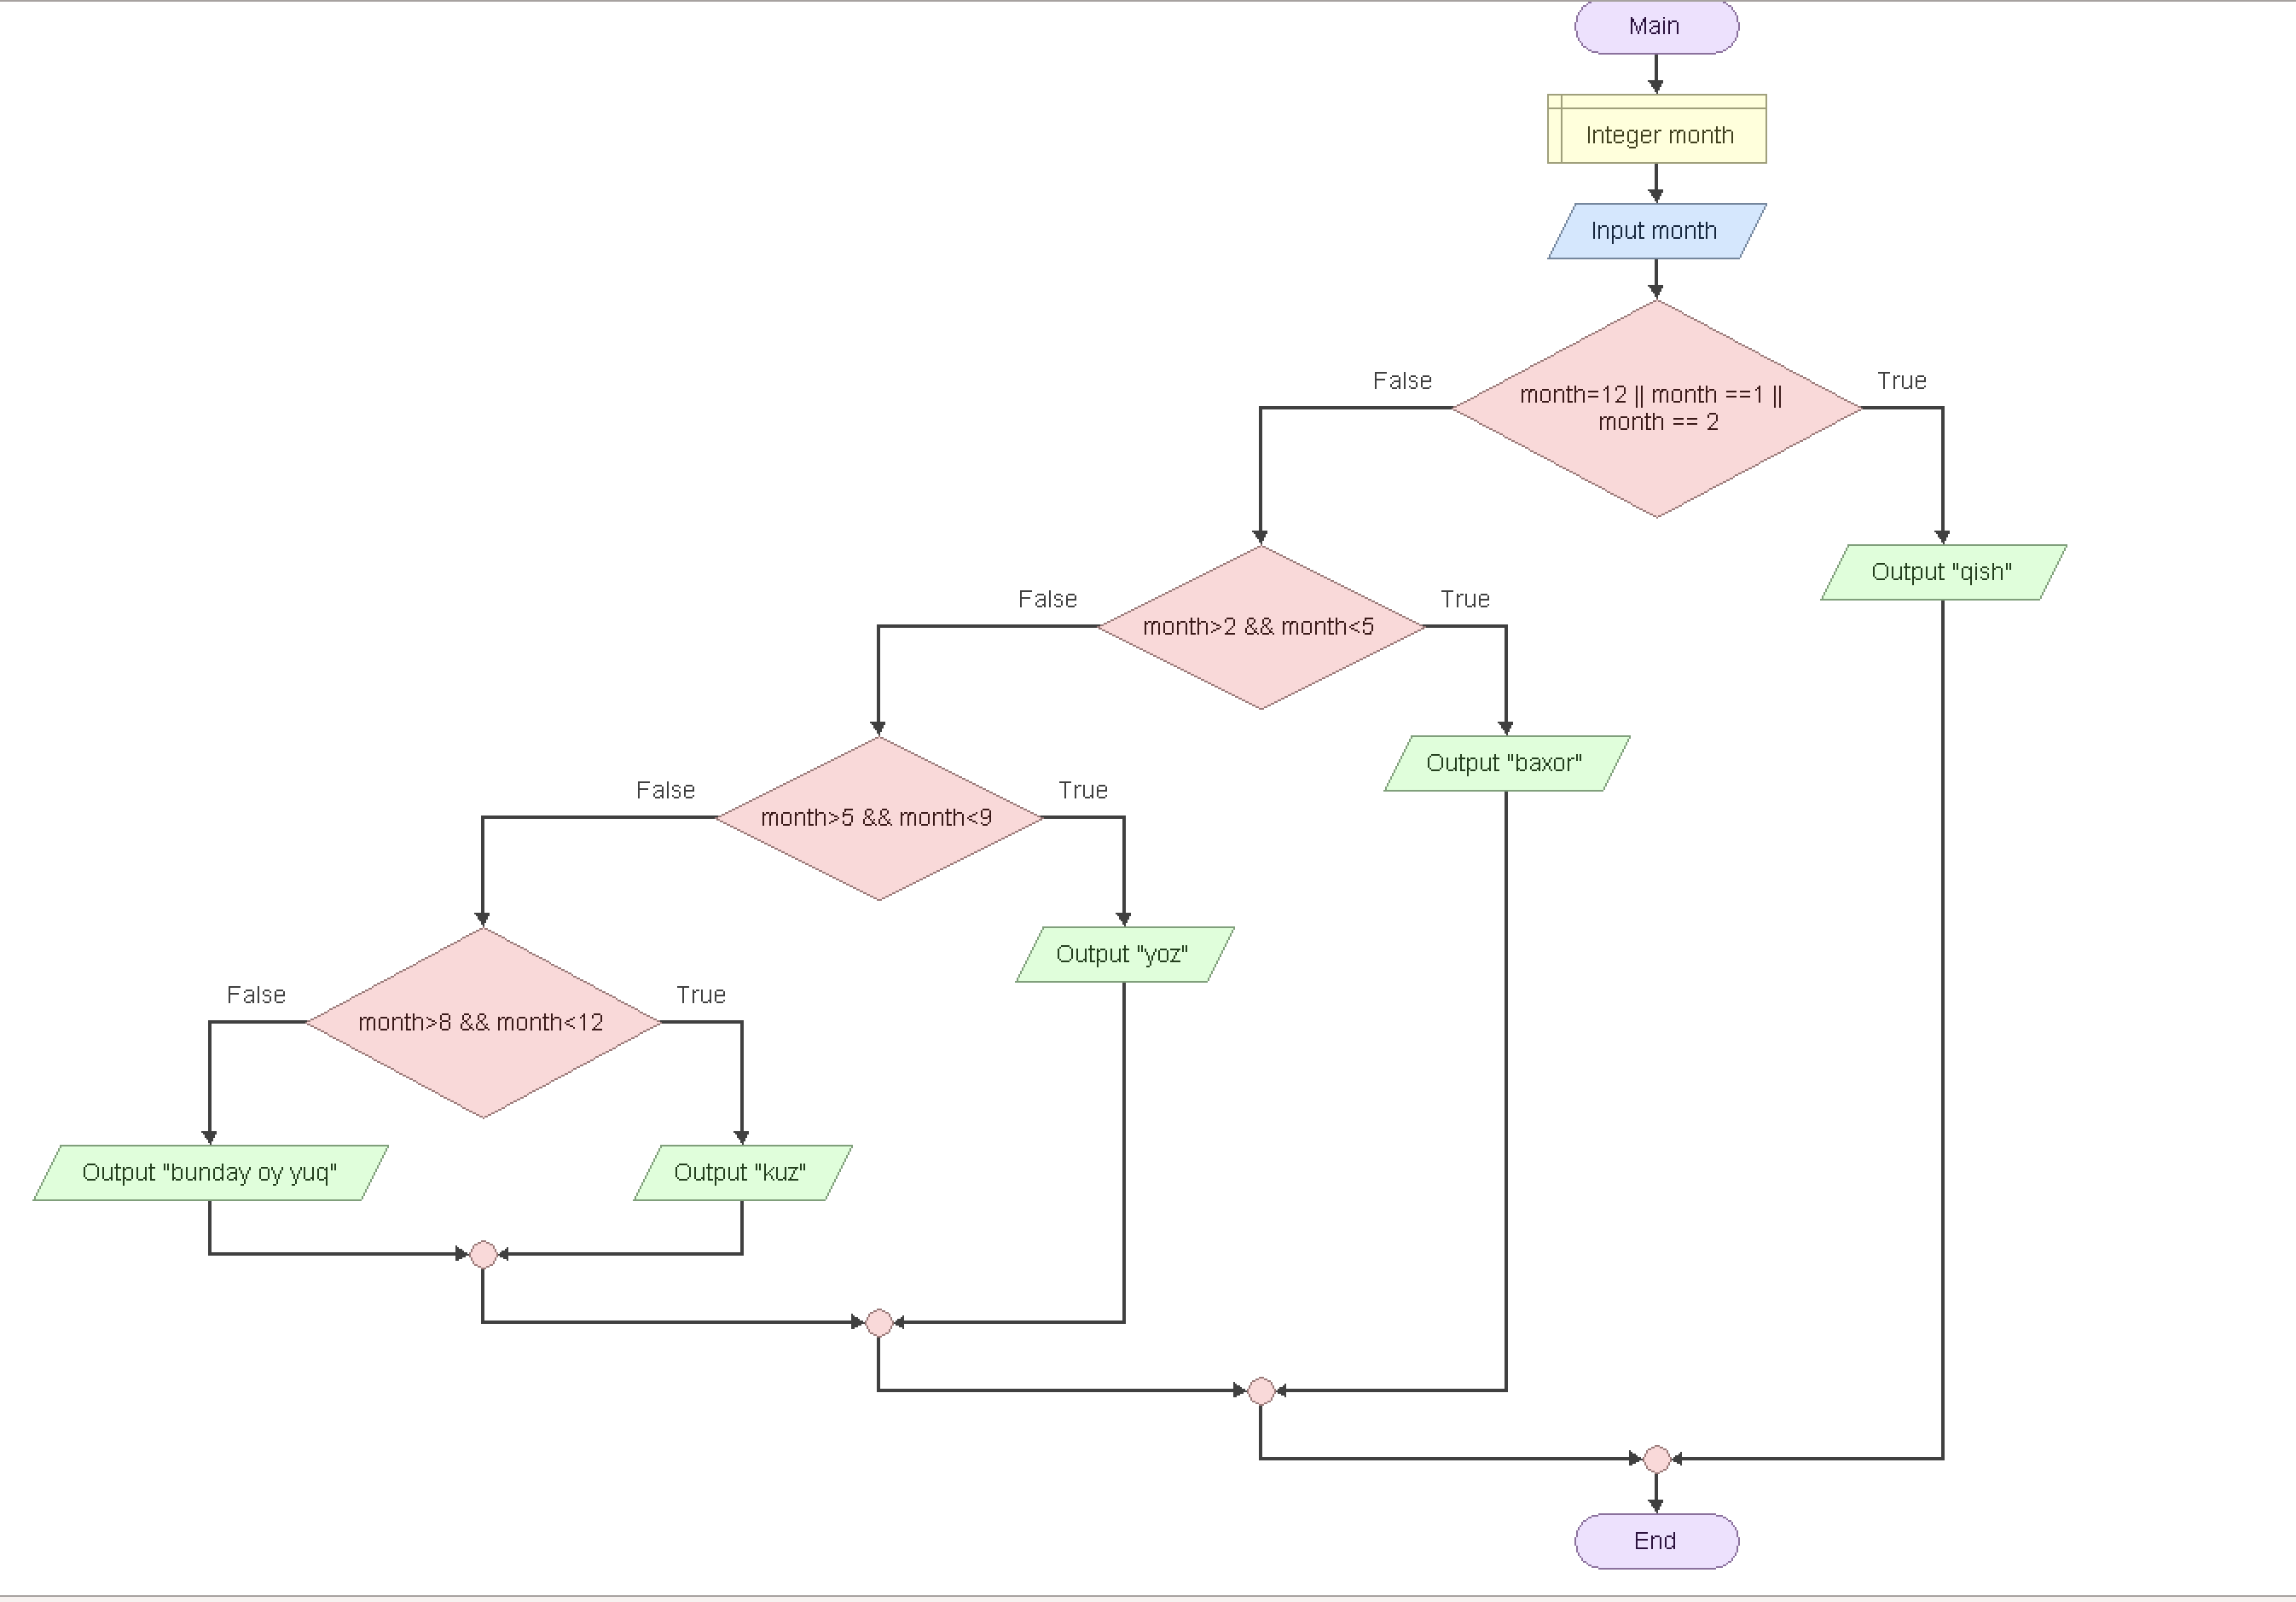 Main
Integer month
Input month
False
True
month=12 || month ==1 ||
month == 2
Output "qish"
False
True
month>2 && month<5
Output "baxor"
False
True
month>5 && month<9
Output "yoz"
False
True
month>8 && month<12
Output "bunday oy yuq"
Output "kuz"
End